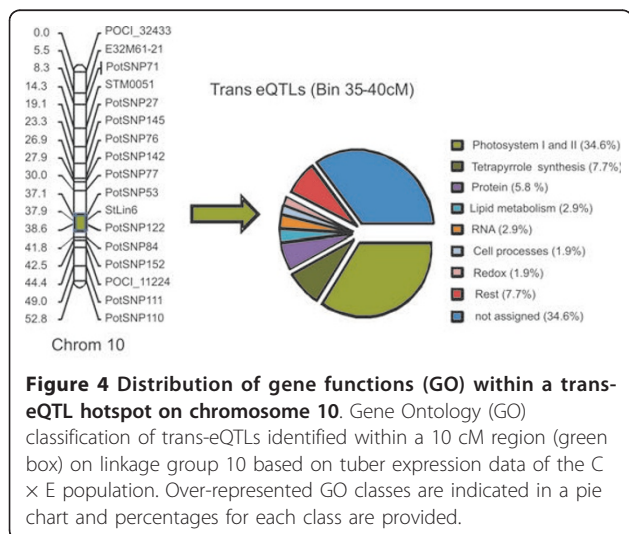 0.0 POCI_32433
5.5 E32M61-21
8.3 PotSNP71
14.3 STM0051
19.1 PotSNP27
23.3 PotSNP145
26.9 PotSNP76
27.9 PotSNP142
30.0 PotSNP77
37.1 PotSNP53
37.9 StLin6
38.6 PotSNP122
41.8 PotSNP84
42.5 PotSNP152
44.4 POCI_11224
49.0 PotSNP111
52.8 PotSNP110
Chrom 10
Trans eQTLs (Bin 35-40cM)
Photosystem I and II (34.6%)
Tetrapyrrole synthesis (7.7%)
Protein (5.8 %)
Lipid metabolism (2.9%)
RNA (2.9%)
Cell processes (1.9%)
Redox (1.9%)
Rest (7.7%)
not assigned (34.6%)
Figure 4 Distribution of gene functions (GO) within a trans-
eQTL hotspot on chromosome 10. Gene Ontology (GO)
classification of trans-eQTLs identified within a 10 cM region (green
box) on linkage group 10 based on tuber expression data of the C
× E population. Over-represented GO classes are indicated in a pie
chart and percentages for each class are provided.